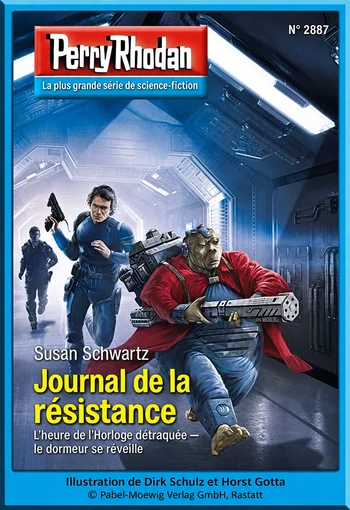 Perry Rhodan
N° 2887
La plus grande série de science-fiction
Susan Schwartz
Journal de la
résistance
L'heure de l'Horloge détraquée –
le dormeur se réveille
Illustration de Dirk Schulz et Horst Gotta
© Pabel-Moewig Verlag GmbH, Rastatt